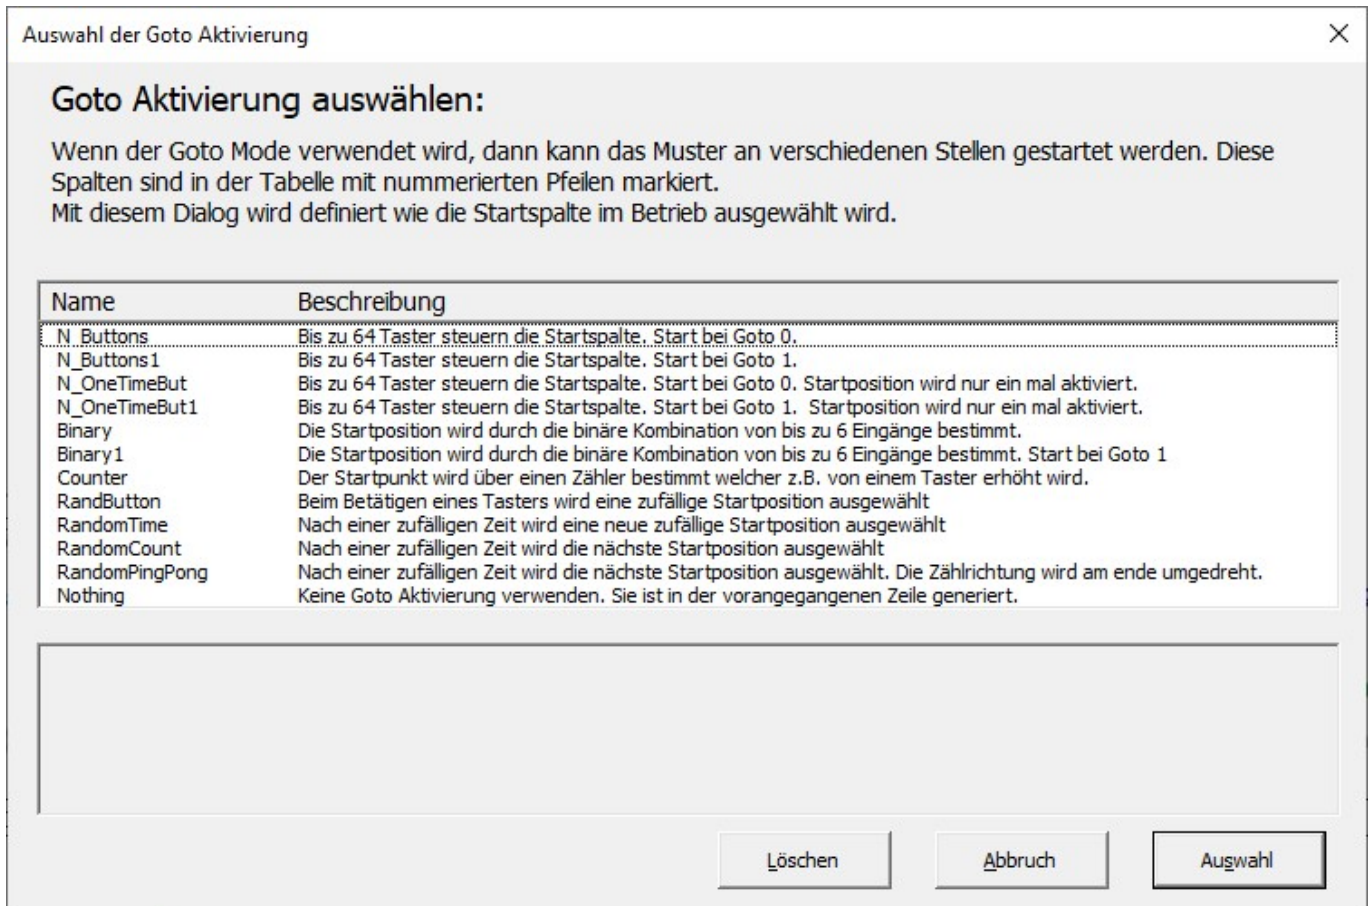 Auswahl der Goto Aktivierung
Goto Aktivierung auswählen:
Wenn der Goto Mode verwendet wird, dann kann das Muster an verschiedenen Stellen gestartet werden. Diese
Spalten sind in der Tabelle mit nummerierten Pfeilen markiert.
Mit diesem Dialog wird definiert wie die Startspalte im Betrieb ausgewählt wird.
Name Beschreibung
N_Buttons Bis zu 64 Taster steuern die Startspalte. Start bei Goto 0.
N_Buttons1 Bis zu 64 Taster steuern die Startspalte. Start bei Goto 1.
N_OneTimeBut Bis zu 64 Taster steuern die Startspalte. Start bei Goto 0. Startposition wird nur ein mal aktiviert.
N_OneTimeBut1 Bis zu 64 Taster steuern die Startspalte. Start bei Goto 1.  Startposition wird nur ein mal aktiviert.
Binary Die Startposition wird durch die binäre Kombination von bis zu 6 Eingänge bestimmt.
Binary1 Die Startposition wird durch die binäre Kombination von bis zu 6 Eingänge bestimmt. Start bei Goto 1
Counter Der Startpunkt wird über einen Zähler bestimmt welcher z.B. von einem Taster erhöht wird.
RandButton Beim Betätigen eines Tasters wird eine zufällige Startposition ausgewählt
RandomTime Nach einer zufälligen Zeit wird eine neue zufällige Startposition ausgewählt
RandomCount Nach einer zufälligen Zeit wird die nächste Startposition ausgewählt
RandomPingPong Nach einer zufälligen Zeit wird die nächste Startposition ausgewählt. Die Zählrichtung wird am ende umgedreht.
Nothing Keine Goto Aktivierung verwenden. Sie ist in der vorangegangenen Zeile generiert.
Löschen Abbruch Auswahl